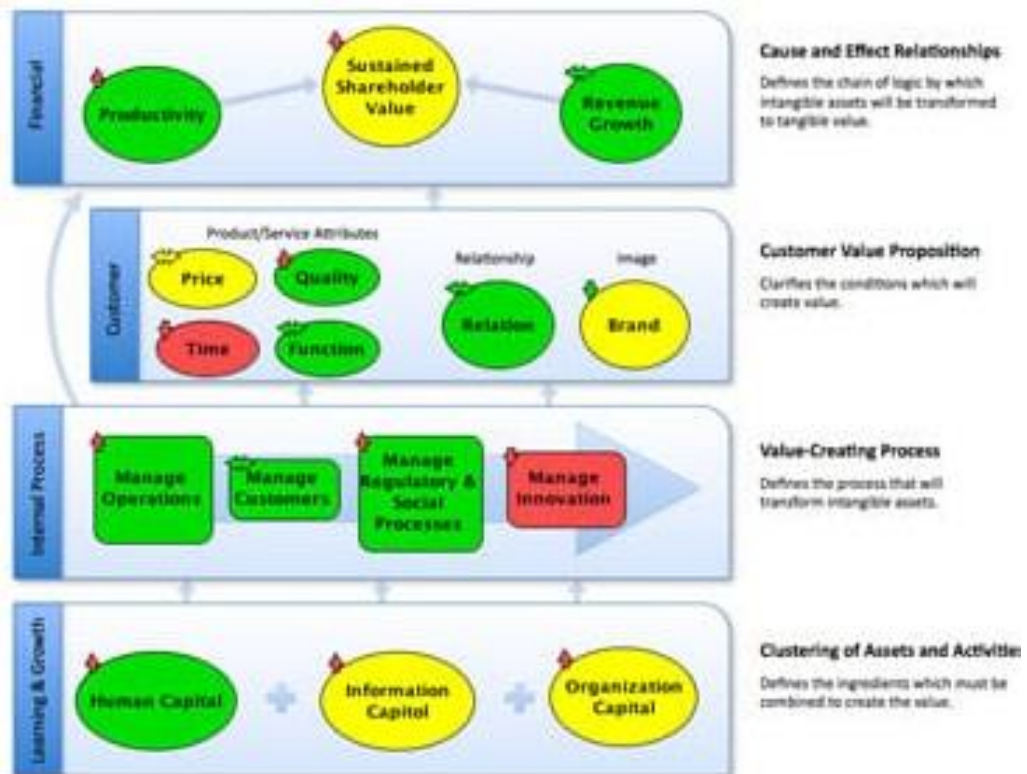 Financial
Productivity
Sustained
Shareholder
Value
Revenue
Growth
Cause and Effect Relationships
Defines the chain of logic by which
intangible assets will be transformed
to tangible value.
Customer
Product/Service Attributes
Price
Quality
Time
Function
Relationship
Relation
Image
Brand
Customer Value Proposition
Clarifies the conditions which will
create value.
Internal Process
Manage
Operations
Manage
Customers
Manage
Regulatory &
Social
Processes
Manage
Innovation
Value-Creating Process
Defines the process that will
transform intangible assets.
Learning & Growth
Human Capital
Information
Capitol
Organization
Capital
Clustering of Assets and Activities
Defines the ingredients which must be
combined to create the value.